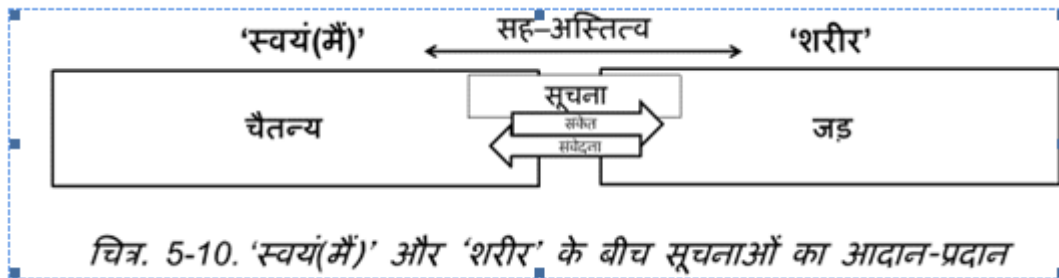 ‘स्वयं(मैं)’ सह–अस्तित्व ‘शरीर’
सूचना
चैतन्य संकेत जड़
संवेदना
चित्र. 5-10. ‘स्वयं(मैं)’ और ‘शरीर’ के बीच सूचनाओं का आदान-प्रदान